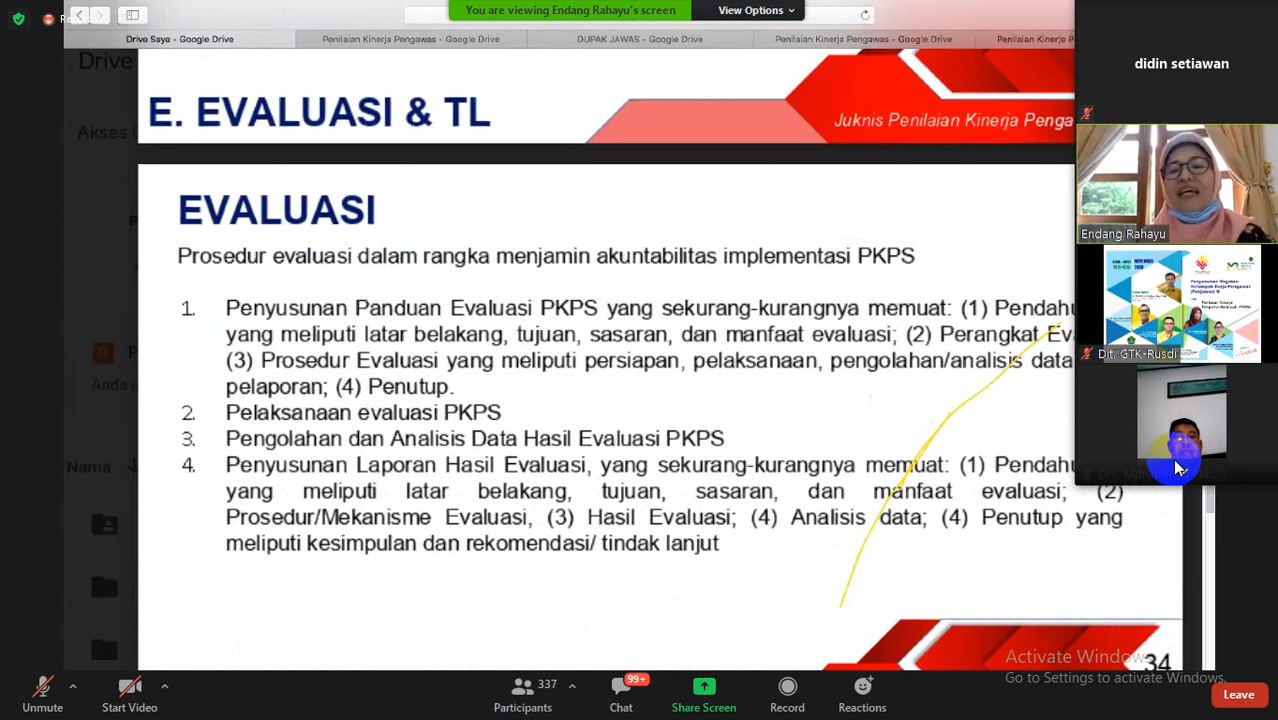 Re
You are viewing Endang Rahayu's screen
View Options
Drive Saya - Google Drive
Penilaian Kinerja Pengawas - Google Drive
DUPAK JAWAS - Google Drive
Penilaian Kinerja Pengawas - Google Drive
Penilaian Kinerja P
Drive
Akses C
E. EVALUASI & TL
Juknis Penilaian Kinerja Penga
didin setiawan
EVALUASI
Prosedur evaluasi dalam rangka menjamin akuntabilitas implementasi PKPS
1. Penyusunan Panduan Evaluasi PKPS yang sekurang-kurangnya memuat: (1) Pendahu
yang meliputi latar belakang, tujuan, sasaran, dan manfaat evaluasi; (2) Perangkat Ev
(3) Prosedur Evaluasi yang meliputi persiapan, pelaksanaan, pengolahan/analisis data
pelaporan; (4) Penutup.
2. Pelaksanaan evaluasi PKPS
3. Pengolahan dan Analisis Data Hasil Evaluasi PKPS
4. Penyusunan Laporan Hasil Evaluasi, yang sekurang-kurangnya memuat: (1) Pendahu
yang meliputi latar belakang, tujuan, sasaran, dan manfaat evaluasi; (2)
Prosedur/Mekanisme Evaluasi, (3) Hasil Evaluasi; (4) Analisis data; (4) Penutup yang
meliputi kesimpulan dan rekomendasi/ tindak lanjut
34
P
Anda
Nama
Endang Rahayu
Dit. GTK-Rusdi
Activate Window
Go to Settings to activate Windows.
Unmute
Start Video
337
Participants
99+
Chat
Share Screen
Record
Reactions
Leave